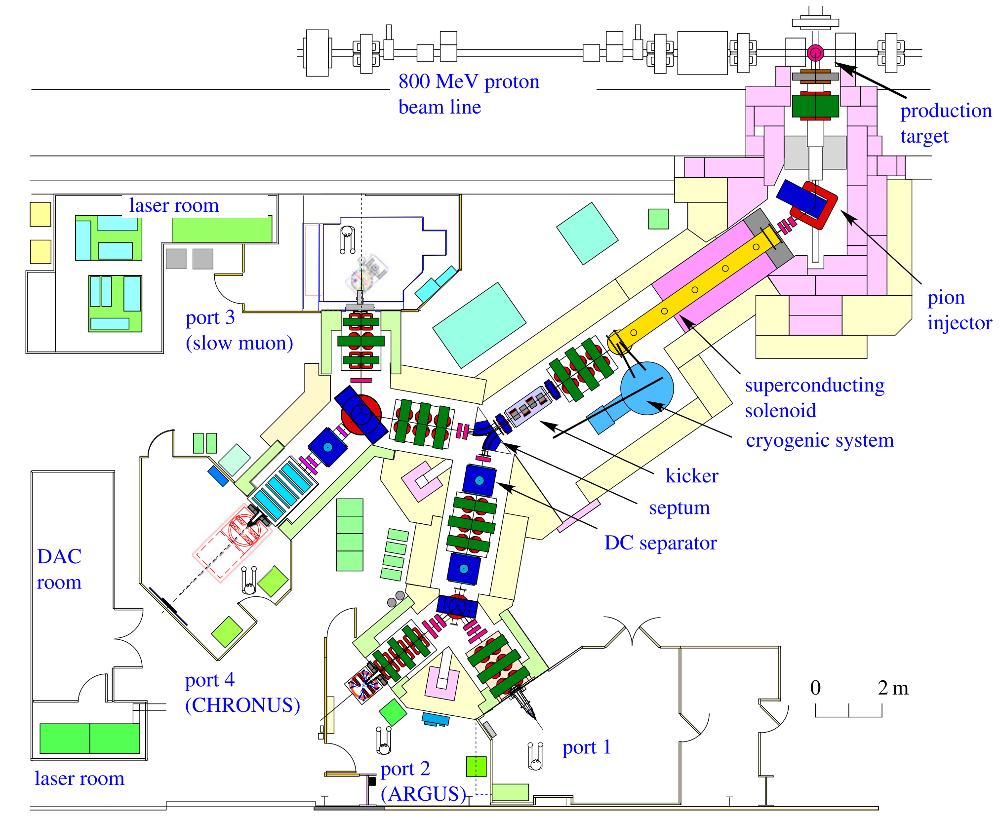 800 MeV proton
beam line
production
target
laser room
pion
injector
port 3
(slow muon)
superconducting
solenoid
cryogenic system
kicker
septum
DC separator
DAC
room
port 4
(CHRONUS)
0 2 m
port 1
port 2
(ARGUS)
laser room